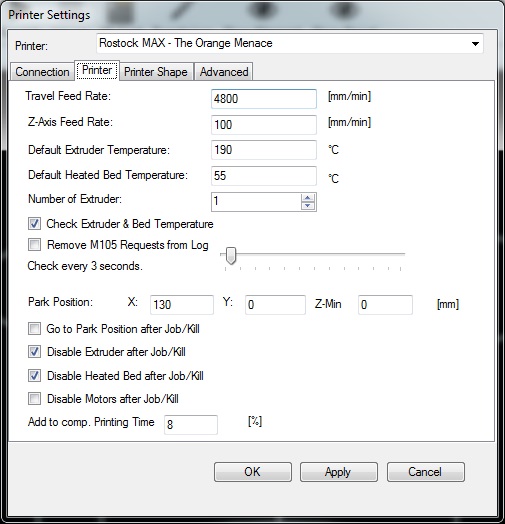 Printer Settings
Printer: Rostock MAX - The Orange Menace
Connection Printer Printer Shape Advanced
Travel Feed Rate: 4800 [mm/min]
Z-Axis Feed Rate: 100 [mm/min]
Default Extruder Temperature: 190 °C
Default Heated Bed Temperature: 55 °C
Number of Extruder: 1
Check Extruder & Bed Temperature
Remove M105 Requests from Log
Check every 3 seconds.
Park Position: X: 130 Y: 0 Z-Min 0 [mm]
Go to Park Position after Job/Kill
Disable Extruder after Job/Kill
Disable Heated Bed after Job/Kill
Disable Motors after Job/Kill
Add to comp. Printing Time 8 [%]
OK Apply Cancel